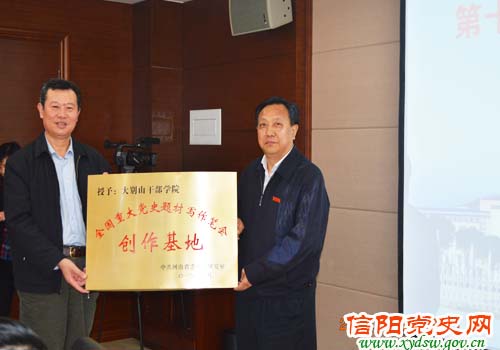 第十
授予：大别山干部学院
全国重大党史题材写作笔会
创作基地
信阳党史网
www.xydsw.gov.cn